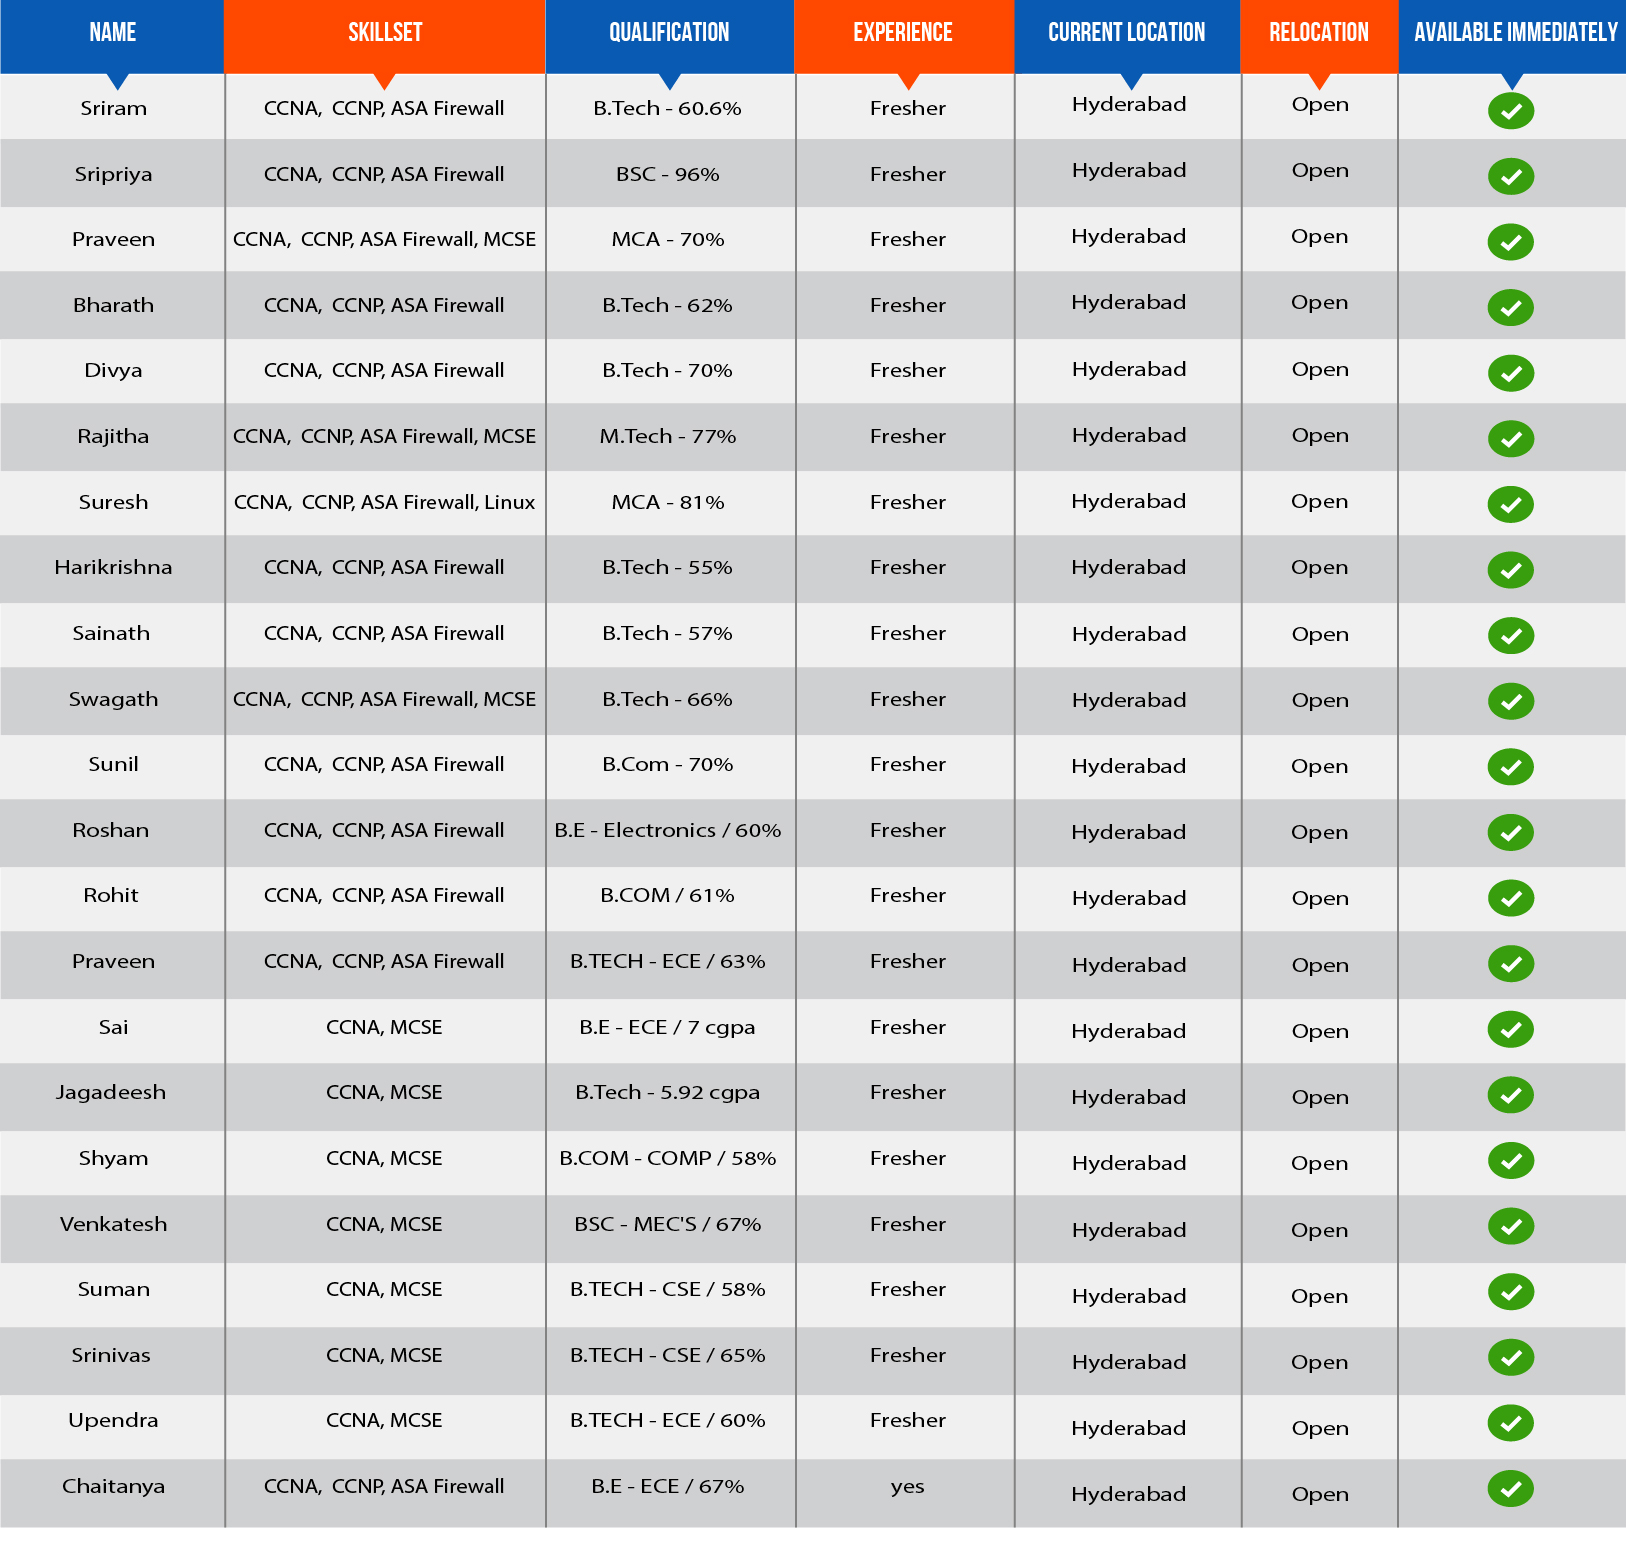 NAME SKILLSET QUALIFICATION EXPERIENCE CURRENT LOCATION RELOCATION AVAILABLE IMMEDIATELY
Sriram CCNA, CCNP, ASA Firewall B.Tech - 60.6% Fresher Hyderabad Open
Sripriya CCNA, CCNP, ASA Firewall BSC - 96% Fresher Hyderabad Open
Praveen CCNA, CCNP, ASA Firewall, MCSE MCA - 70% Fresher Hyderabad Open
Bharath CCNA, CCNP, ASA Firewall B.Tech - 62% Fresher Hyderabad Open
Divya CCNA, CCNP, ASA Firewall B.Tech - 70% Fresher Hyderabad Open
Rajitha CCNA, CCNP, ASA Firewall, MCSE M.Tech - 77% Fresher Hyderabad Open
Suresh CCNA, CCNP, ASA Firewall, Linux MCA - 81% Fresher Hyderabad Open
Harikrishna CCNA, CCNP, ASA Firewall B.Tech - 55% Fresher Hyderabad Open
Sainath CCNA, CCNP, ASA Firewall B.Tech - 57% Fresher Hyderabad Open
Swagath CCNA, CCNP, ASA Firewall, MCSE B.Tech - 66% Fresher Hyderabad Open
Sunil CCNA, CCNP, ASA Firewall B.Com - 70% Fresher Hyderabad Open
Roshan CCNA, CCNP, ASA Firewall B.E - Electronics / 60% Fresher Hyderabad Open
Rohit CCNA, CCNP, ASA Firewall B.COM / 61% Fresher Hyderabad Open
Praveen CCNA, CCNP, ASA Firewall B.TECH - ECE / 63% Fresher Hyderabad Open
Sai CCNA, MCSE B.E - ECE / 7 cgpa Fresher Hyderabad Open
Jagadeesh CCNA, MCSE B.Tech - 5.92 cgpa Fresher Hyderabad Open
Shyam CCNA, MCSE B.COM - COMP / 58% Fresher Hyderabad Open
Venkatesh CCNA, MCSE BSC - MEC'S / 67% Fresher Hyderabad Open
Suman CCNA, MCSE B.TECH - CSE / 58% Fresher Hyderabad Open
Srinivas CCNA, MCSE B.TECH - CSE / 65% Fresher Hyderabad Open
Upendra CCNA, MCSE B.TECH - ECE / 60% Fresher Hyderabad Open
Chaitanya CCNA, CCNP, ASA Firewall B.E - ECE / 67% yes Hyderabad Open